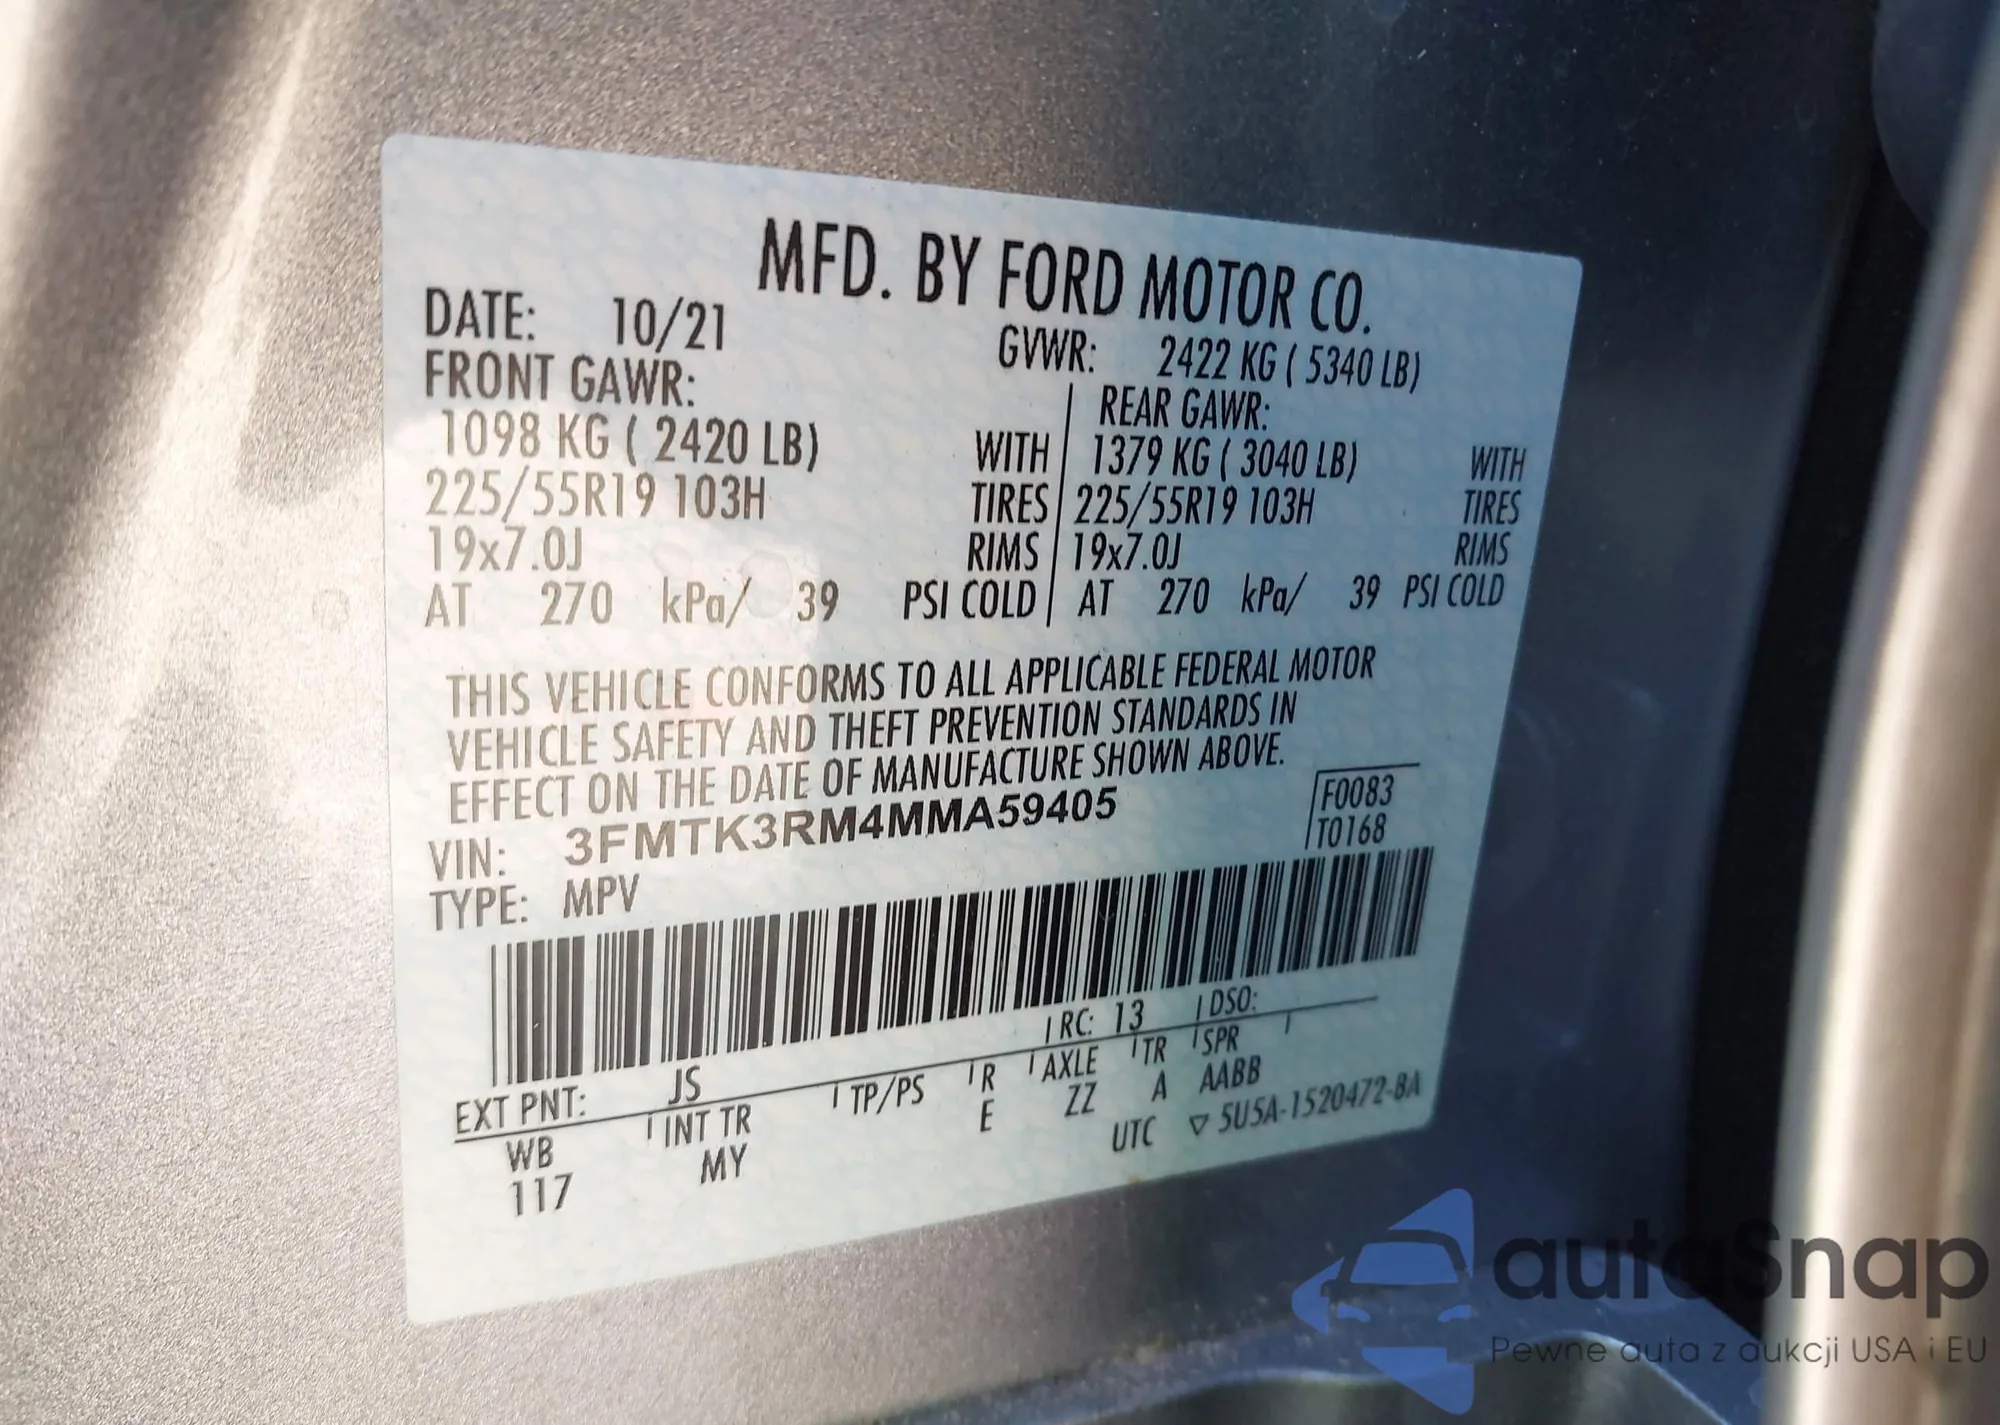 MFD. BY FORD MOTOR CO.
DATE: 10/21
GVWR: 2422 KG ( 5340 LB)
FRONT GAWR:
REAR GAWR:
1098 KG ( 2420 LB) WITH
1379 KG ( 3040 LB) WITH
225/55R19 103H TIRES
225/55R19 103H TIRES
19x7.0J RIMS
19x7.0J RIMS
AT 270 kPa/ 39 PSI COLD
AT 270 kPa/ 39 PSI COLD
THIS VEHICLE CONFORMS TO ALL APPLICABLE FEDERAL MOTOR
VEHICLE SAFETY AND THEFT PREVENTION STANDARDS IN
EFFECT ON THE DATE OF MANUFACTURE SHOWN ABOVE.
VIN: 3FMTK3RM4MMA59405
F0083
T0168
TYPE: MPV
EXT PNT: JS RC: 13 DSO:
WB INT TR TP/PS R AXLE TR SPR
117 MY E ZZ A AABB
UTC ▽ 5U5A-1520472-BA
autaSnap
Pewne auta z aukcji USA i EU